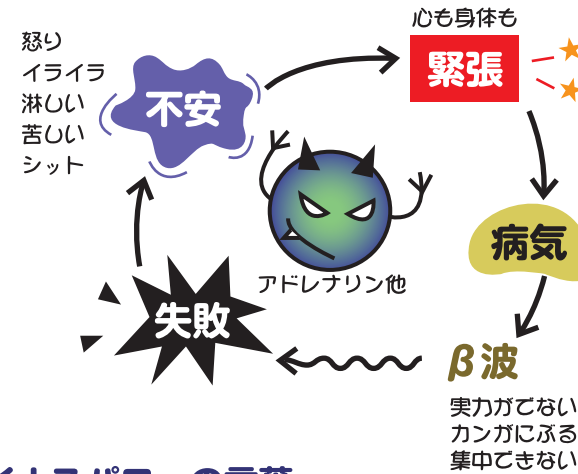 心も身体も
緊張
怒り
イライラ
淋しい
苦しい
シット
不安
病気
アドレナリン他
失敗
β波
実力がでない
カンガにぶる
集中できない